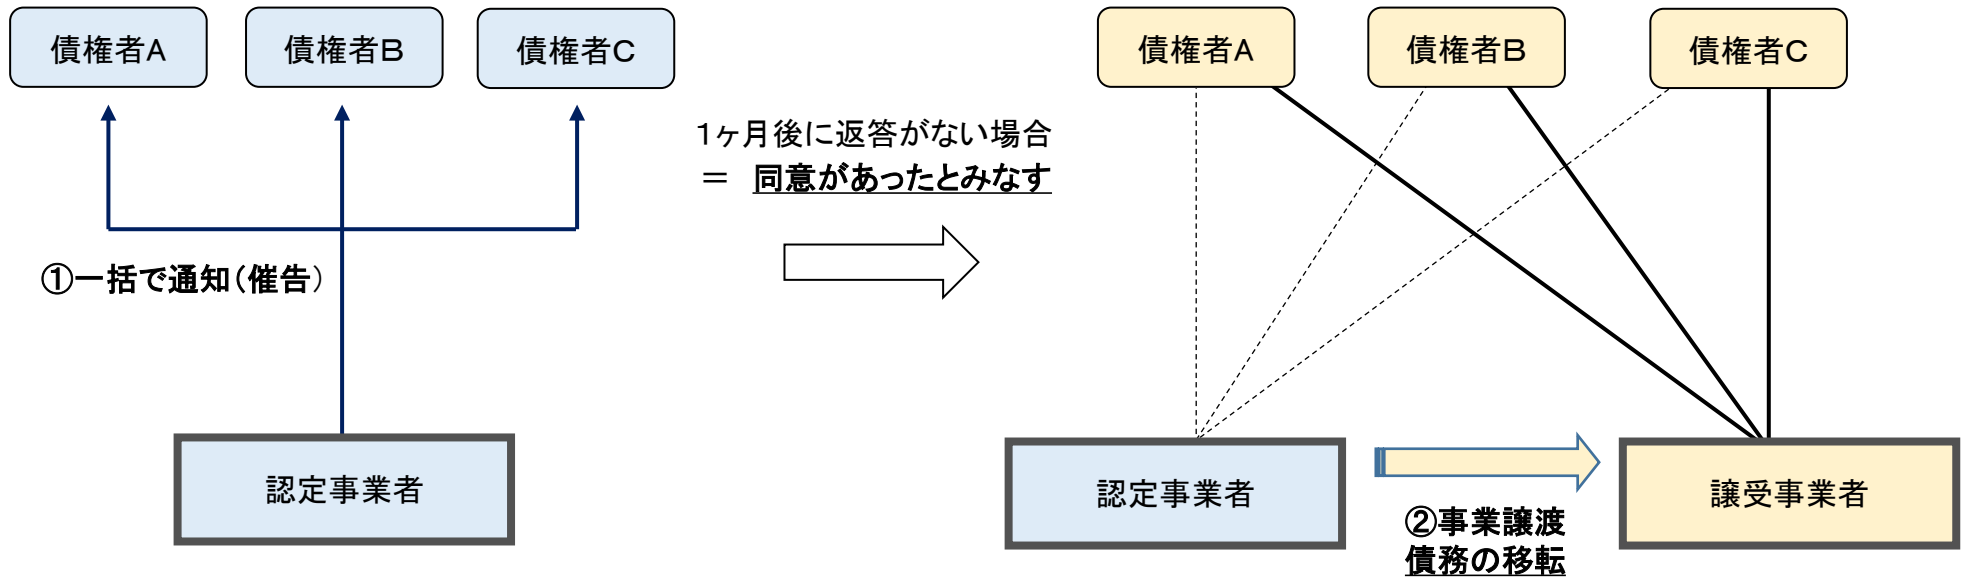 債権者A
債権者B
債権者C
1ヶ月後に返答がない場合
＝ 同意があったとみなす
①一括で通知（催告）
認定事業者
債権者A
債権者B
債権者C
認定事業者
②事業譲渡
債務の移転
譲受事業者